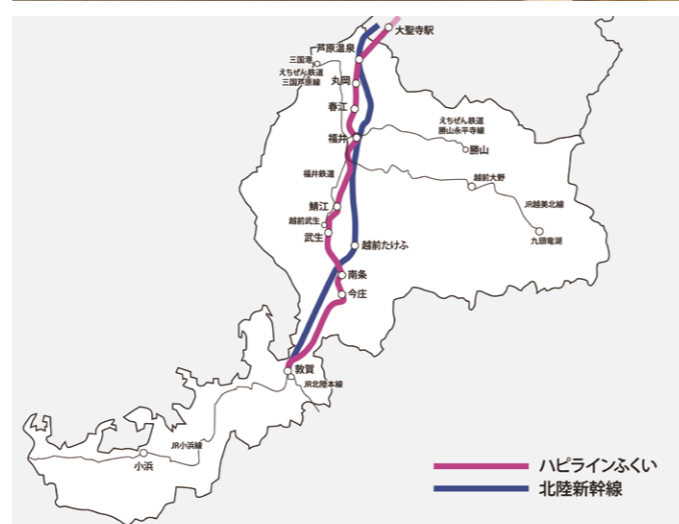 大聖寺駅
芦原温泉
三国港
えちぜん鉄道
三国芦原線
丸岡
春江
えちぜん鉄道
勝山永平寺線
福井
勝山
福井鉄道
越前大野
鯖江
JR越美北線
越前武生
武生
九頭竜湖
越前たけふ
南条
今庄
敦賀
JR北陸本線
JR小浜線
小浜
ハピラインふくい
北陸新幹線